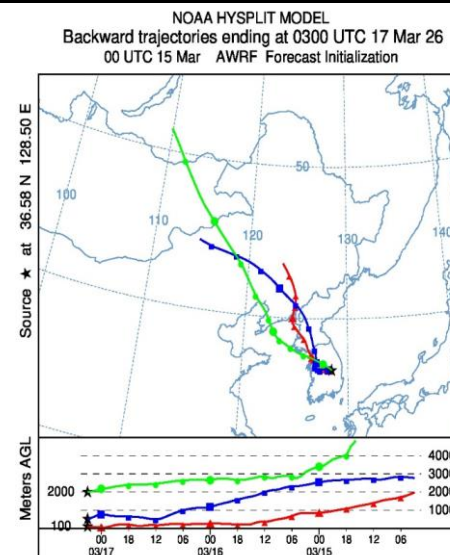 NOAA HYSPLIT MODEL
Backward trajectories ending at 0300 UTC 17 Mar 26
00 UTC 15 Mar AWRF Forecast Initialization
Source ★ at 36.58 N 128.50 E
100
110
120
130
140
50
40
Meters AGL
2000
100
4000
3000
2000
1000
00 18 12 06 00 18 12 06 00 18 12 06
03/17 03/16 03/15